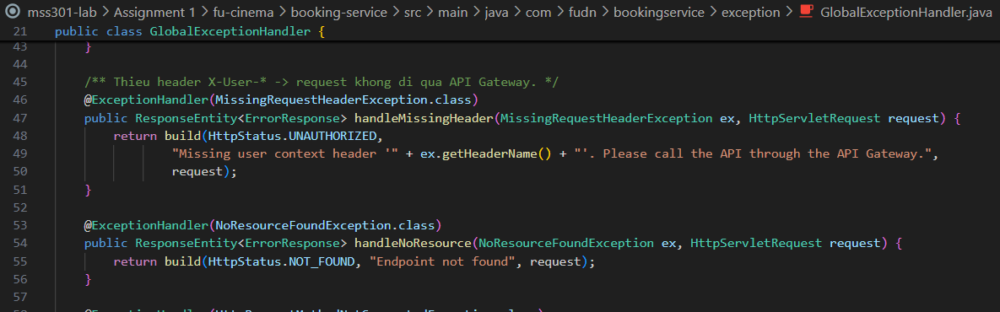 mss301-lab > Assignment 1 > fu-cinema > booking-service > src > main > java > com > fudn > bookingservice > exception > GlobalExceptionHandler.java
21 public class GlobalExceptionHandler {
43 }
44
45 /** Thieu header X-User-* -> request khong di qua API Gateway. */
46 @ExceptionHandler(MissingRequestHeaderException.class)
47 public ResponseEntity<ErrorResponse> handleMissingHeader(MissingRequestHeaderException ex, HttpServletRequest request) {
48 return build(HttpStatus.UNAUTHORIZED,
49 "Missing user context header '" + ex.getHeaderName() + "'. Please call the API through the API Gateway.",
50 request);
51 }
52
53 @ExceptionHandler(NoResourceFoundException.class)
54 public ResponseEntity<ErrorResponse> handleNoResource(NoResourceFoundException ex, HttpServletRequest request) {
55 return build(HttpStatus.NOT_FOUND, "Endpoint not found", request);
56 }
57